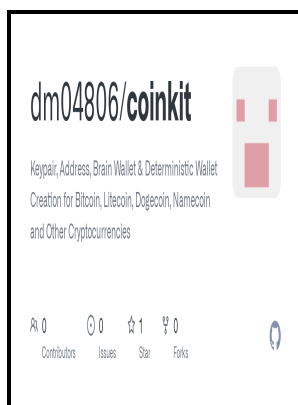 dm04806/coinkit
Keypair, Address, Brain Wallet & Deterministic Wallet
Creation for Bitcoin, Litecoin, Dogecoin, Namecoin
and Other Cryptocurrencies
0 0 1 0
Contributors Issues Star Forks